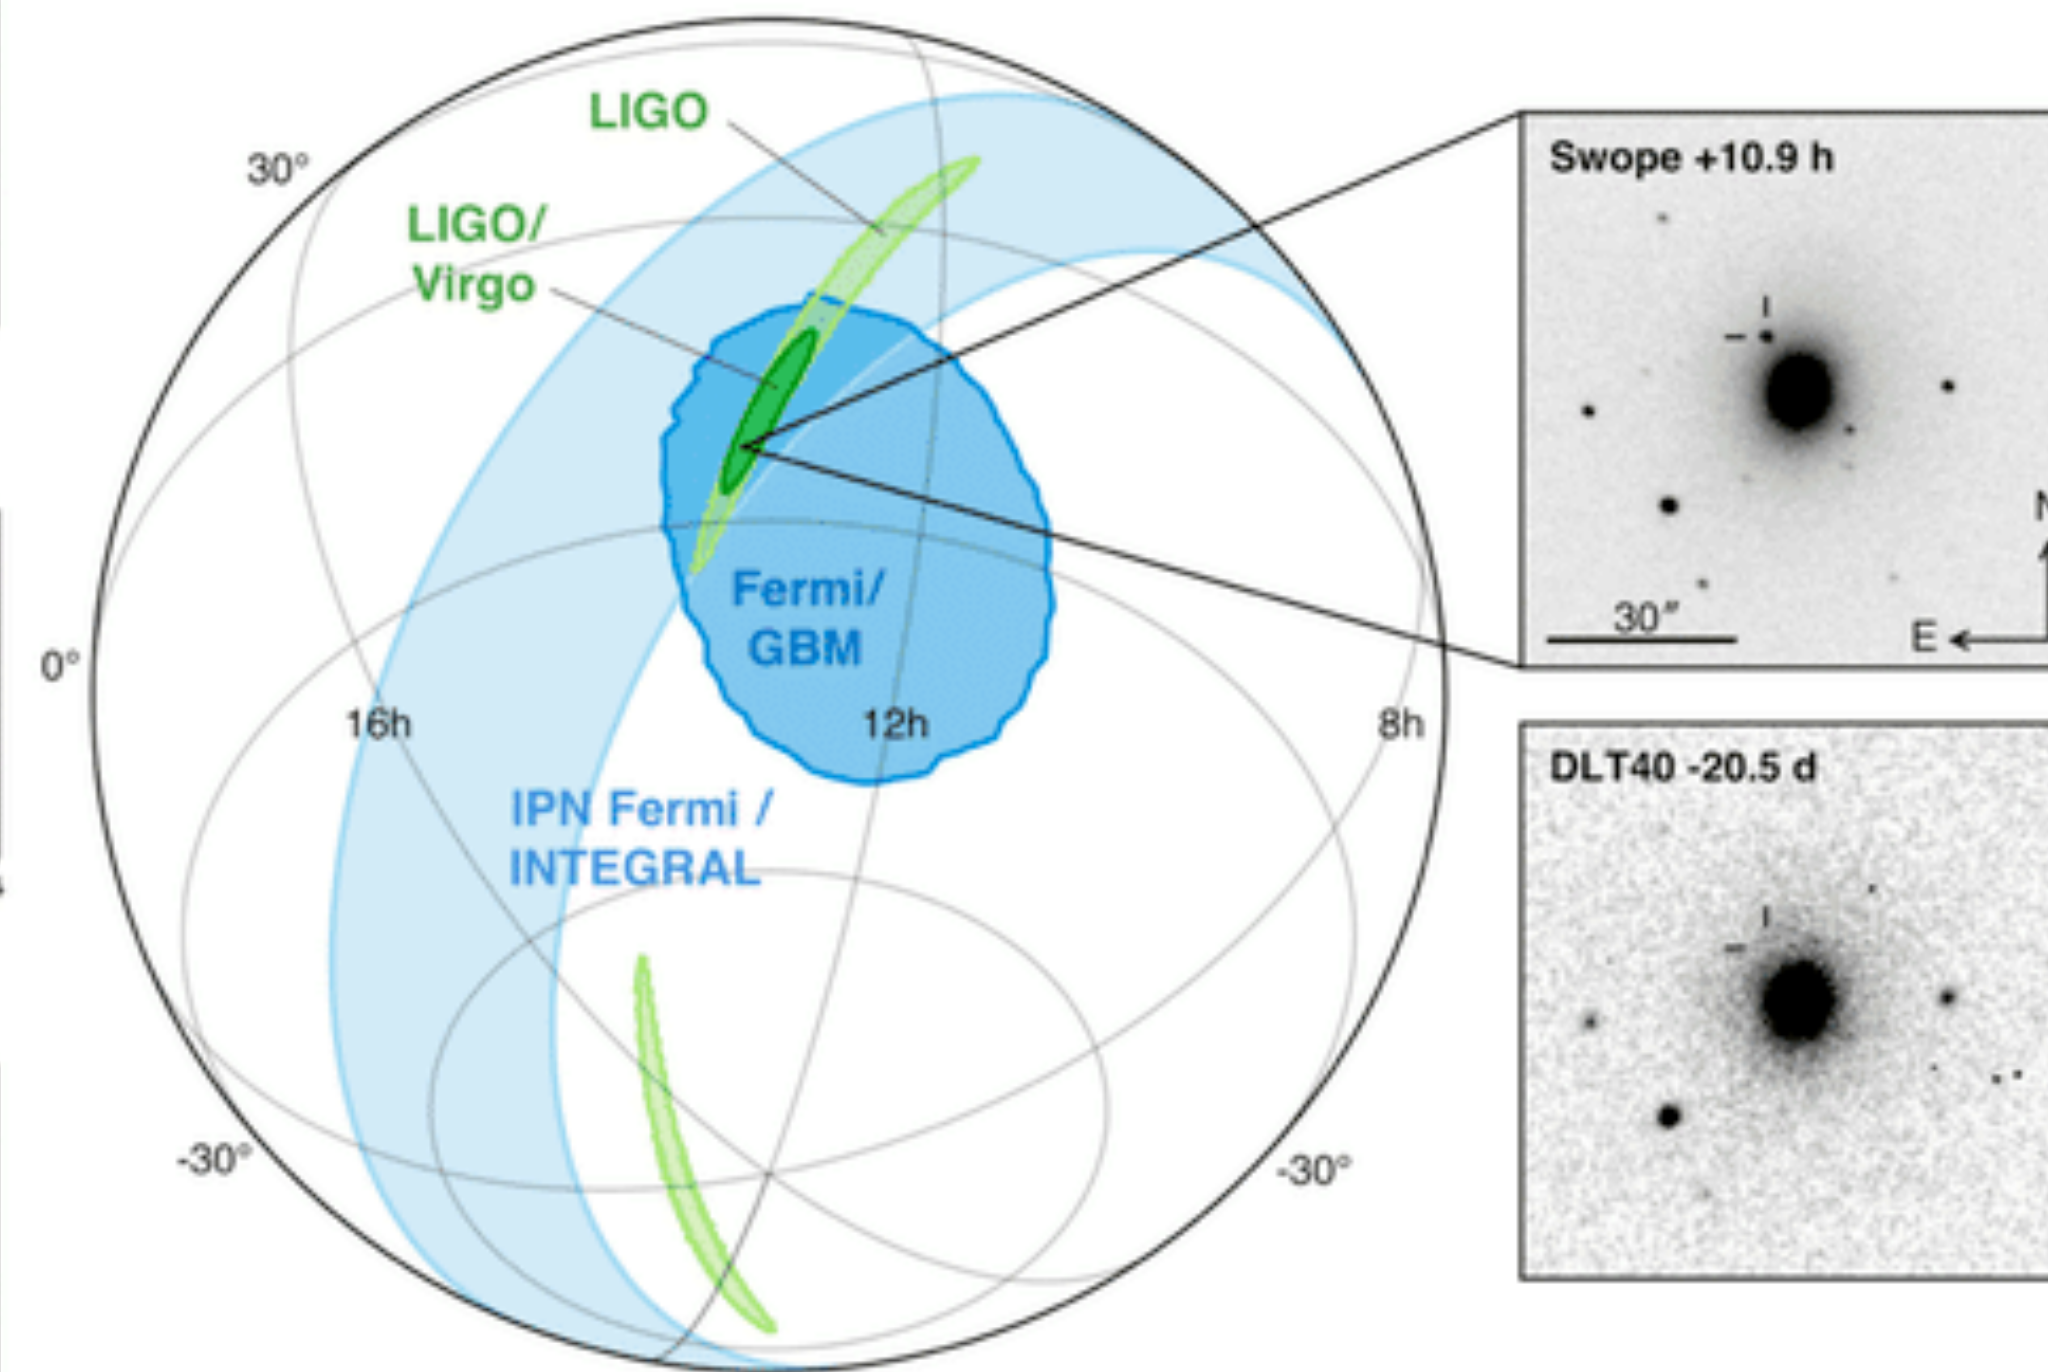 LIGO
30°
LIGO/
Virgo
Fermi/
GBM
0°
16h
12h
8h
IPN Fermi /
INTEGRAL
-30°
-30°
Swope +10.9 h
30″
E
DLT40 -20.5 d